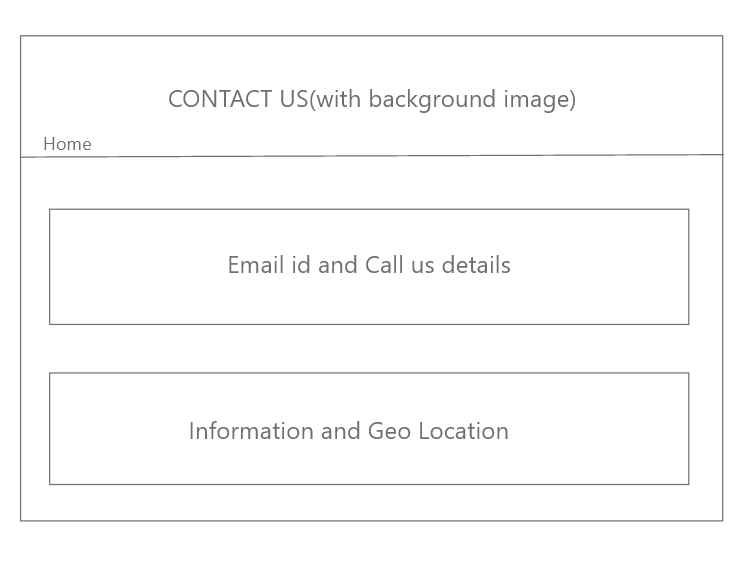 CONTACT US(with background image)
Home
Email id and Call us details
Information and Geo Location